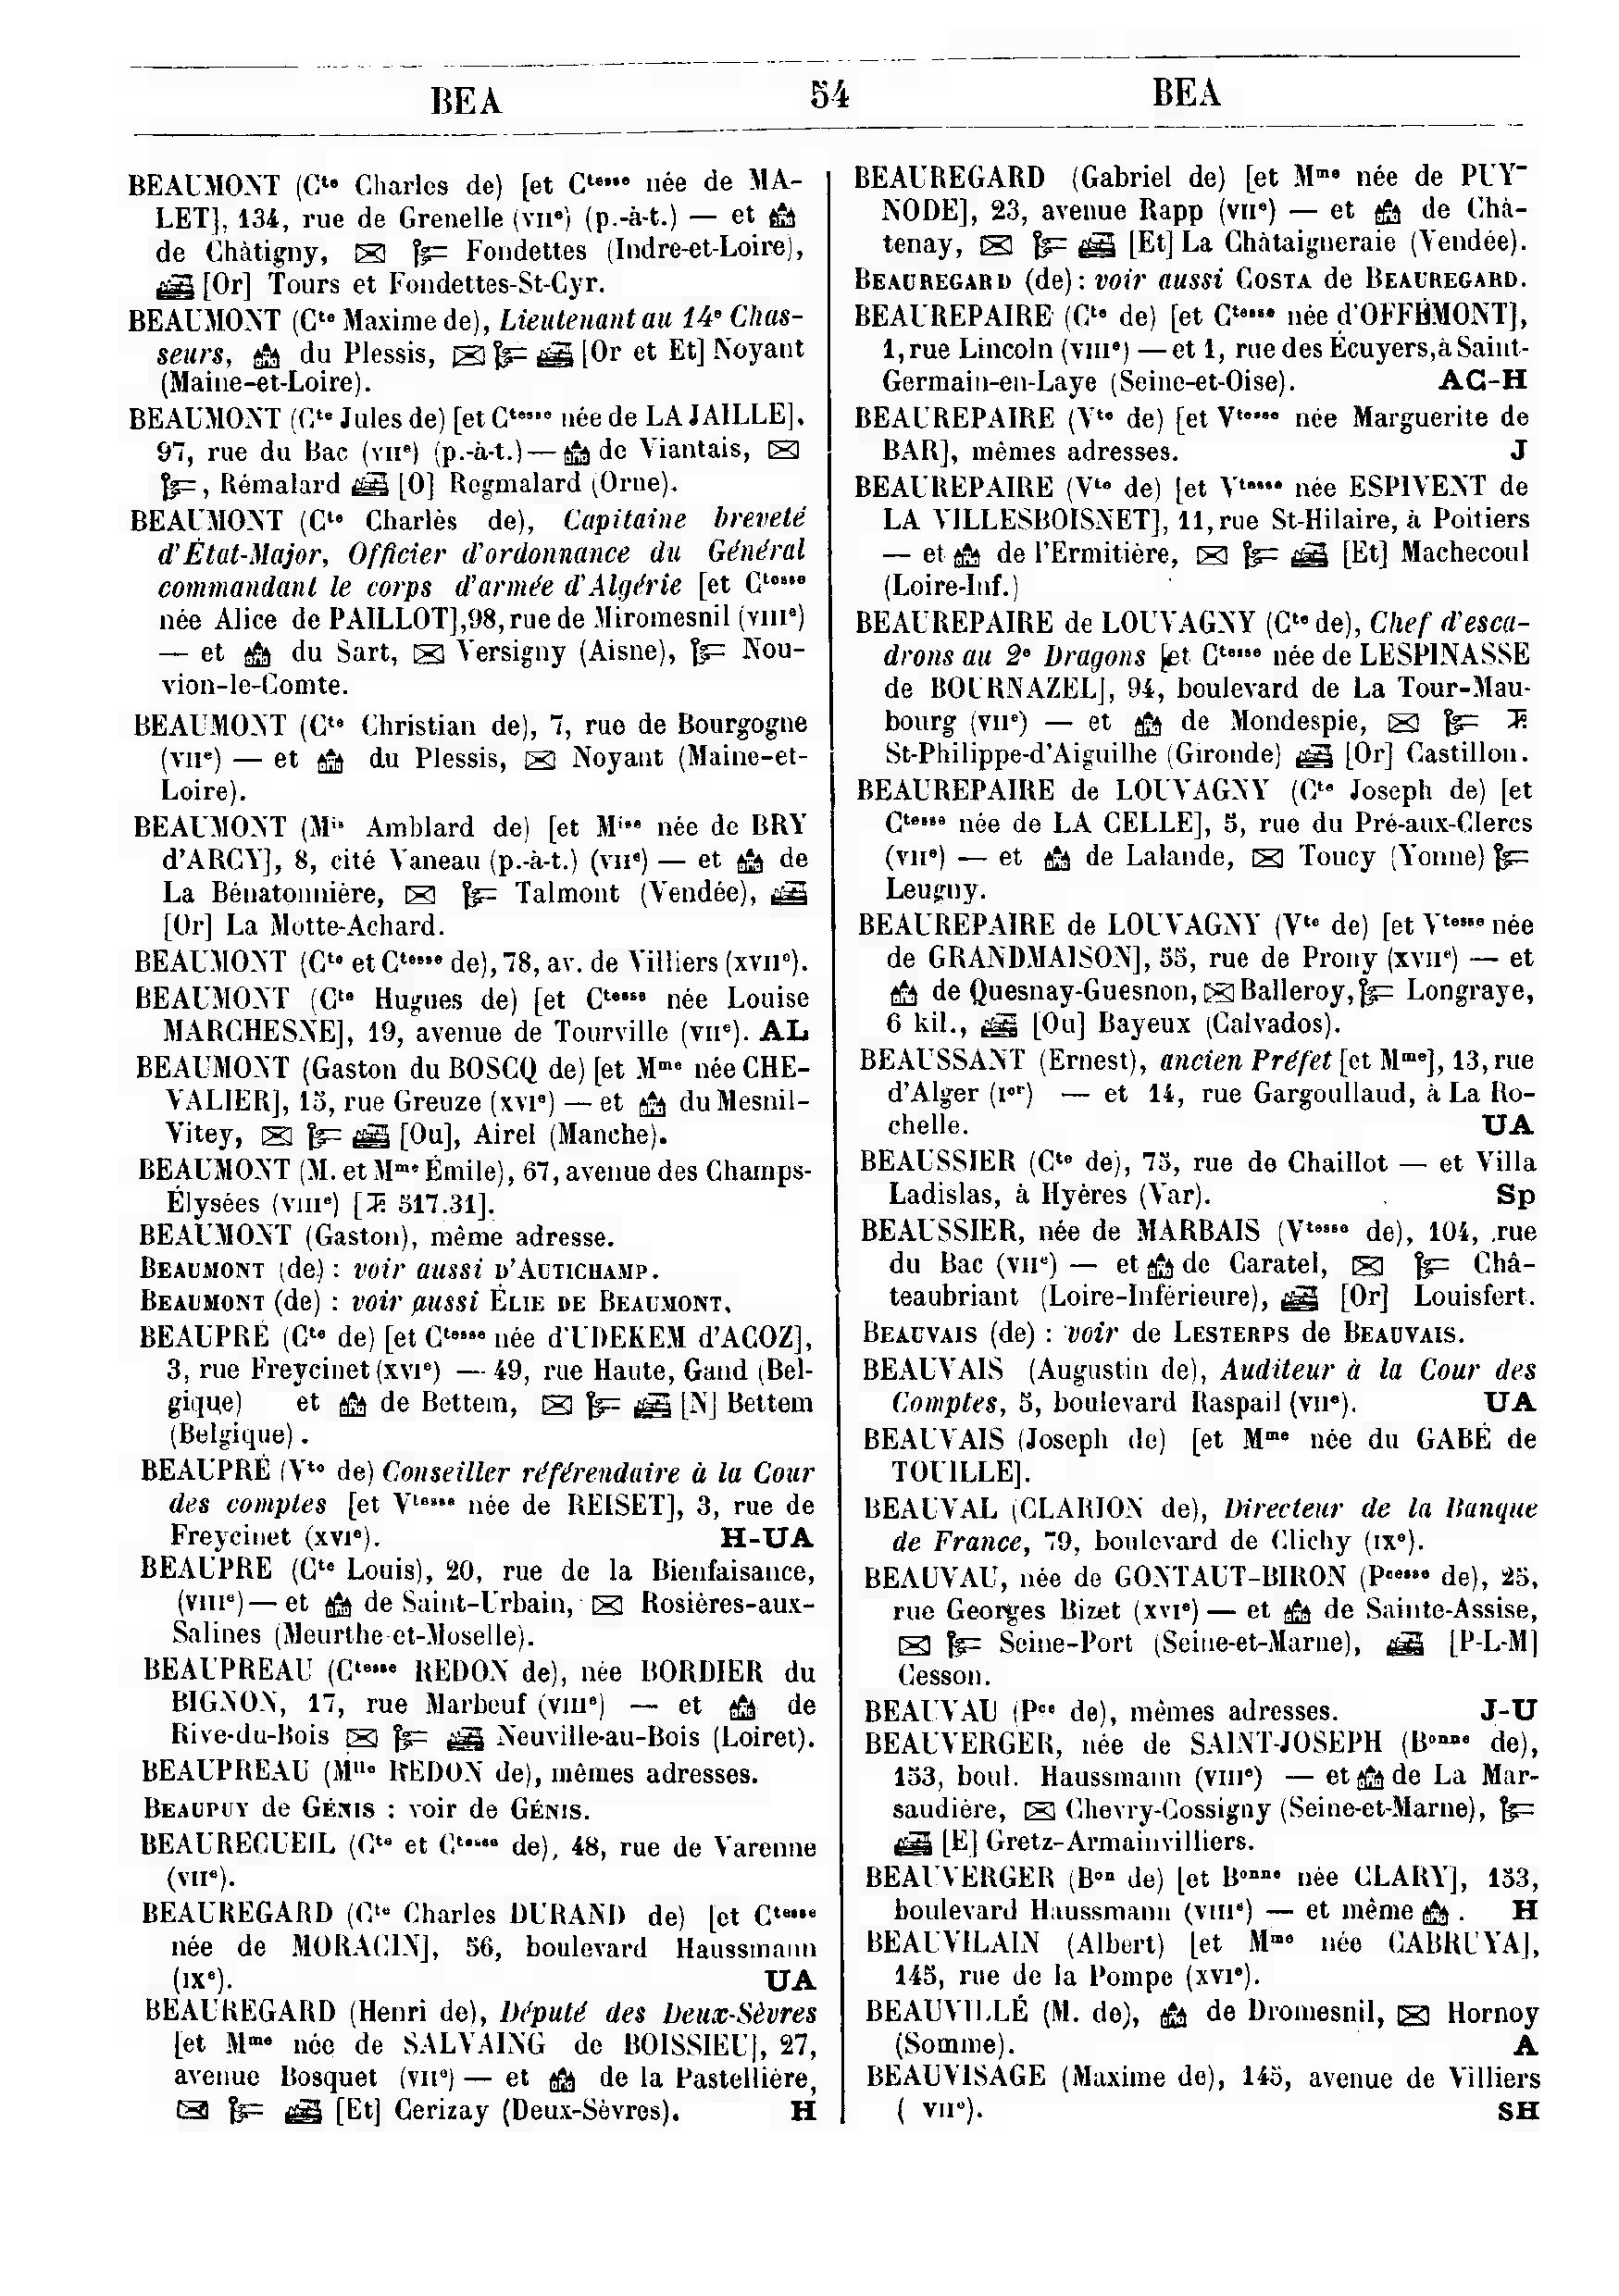 BEA 54 BEA
BEAUMONT (Cte Charles de) [et Ctesse née de MA-
LET], 134, rue de Grenelle (VIIe) (p.-à-t.) — et
de Châtigny, Fondettes (Indre-et-Loire),
[Or] Tours et Fondettes-St-Cyr.
BEAUMONT (Cte Maxime de), Lieutenant au 14e Chas-
seurs, du Plessis, [Or et Et] Noyant
(Maine-et-Loire).
BEAUMONT (Cte Jules de) [et Ctesse née de LA JAILLE],
97, rue du Bac (VIIe) (p.-à-t.) — de Viantais,
, Rémalard [O] Regmalard (Orne).
BEAUMONT (Cte Charlès de), Capitaine breveté
d'État-Major, Officier d'ordonnance du Général
commandant le corps d'armée d'Algérie [et Ctesse
née Alice de PAILLOT], 98, rue de Miromesnil (VIIIe)
— et du Sart, Versigny (Aisne), Nou-
vion-le-Comte.
BEAUMONT (Cte Christian de), 7, rue de Bourgogne
(VIIe) — et du Plessis, Noyant (Maine-et-
Loire).
BEAUMONT (Mis Amblard de) [et Mise née de BRY
d'ARCY], 8, cité Vaneau (p.-à-t.) (VIIe) — et de
La Bénatonnière, Talmont (Vendée),
[Or] La Motte-Achard.
BEAUMONT (Cte et Ctesse de), 78, av. de Villiers (XVIIe).
BEAUMONT (Cte Hugues de) [et Ctesse née Louise
MARCHESNE], 19, avenue de Tourville (VIIe). AL
BEAUMONT (Gaston du BOSCQ de) [et Mme née CHE-
VALIER], 15, rue Greuze (XVIe) — et du Mesnil-
Vitey, [Ou], Airel (Manche).
BEAUMONT (M. et Mme Émile), 67, avenue des Champs-
Élysées (VIIIe) [517.31].
BEAUMONT (Gaston), même adresse.
BEAUMONT (de) : voir aussi D'AUTICHAMP.
BEAUMONT (de) : voir aussi ÉLIE DE BEAUMONT.
BEAUPRÉ (Cte de) [et Ctesse née d'UDEKEM d'ACOZ],
3, rue Freycinet (XVIe) — 49, rue Haute, Gand (Bel-
gique) et de Bettem, [N] Bettem
(Belgique).
BEAUPRÉ (Vte de) Conseiller référendaire à la Cour
des comptes [et Vtesse née de REISET], 3, rue de
Freycinet (XVIe). H-UA
BEAUPRE (Cte Louis), 20, rue de la Bienfaisance,
(VIIIe) — et de Saint-Urbain, Rosières-aux-
Salines (Meurthe-et-Moselle).
BEAUPREAU (Ctesse REDON de), née BORDIER du
BIGNON, 17, rue Marbeuf (VIIIe) — et de
Rive-du-Bois Neuville-au-Bois (Loiret).
BEAUPREAU (Mlle REDON de), mêmes adresses.
BEAUPUY de GÉNIS : voir de GÉNIS.
BEAURECUEIL (Cte et Ctesse de), 48, rue de Varenne
(VIIe).
BEAUREGARD (Cte Charles DURAND de) [et Ctesse
née de MORACIN], 56, boulevard Haussmann
(IXe). UA
BEAUREGARD (Henri de), Député des Deux-Sèvres
[et Mme née de SALVAING de BOISSIEU], 27,
avenue Bosquet (VIIe) — et de la Pastellière,
[Et] Cerizay (Deux-Sèvres). H
BEAUREGARD (Gabriel de) [et Mme née de PUY-
NODE], 23, avenue Rapp (VIIe) — et de Châ-
tenay, [Et] La Châtaigneraie (Vendée).
BEAUREGARD (de) : voir aussi COSTA de BEAUREGARD.
BEAUREPAIRE (Cte de) [et Ctesse née d'OFFÉMONT],
1, rue Lincoln (VIIIe) — et 1, rue des Écuyers, à Saint-
Germain-en-Laye (Seine-et-Oise). AC-H
BEAUREPAIRE (Vte de) [et Vtesse née Marguerite de
BAR], mêmes adresses. J
BEAUREPAIRE (Vte de) [et Vtesse née ESPIVENT de
LA VILLESBOISNET], 11, rue St-Hilaire, à Poitiers
— et de l'Ermitière, [Et] Machecoul
(Loire-Inf.)
BEAUREPAIRE de LOUVAGNY (Cte de), Chef d'esca-
drons au 2e Dragons [et Ctesse née de LESPINASSE
de BOURNAZEL], 94, boulevard de La Tour-Mau-
bourg (VIIe) — et de Mondespie,
St-Philippe-d'Aiguilhe (Gironde) [Or] Castillon.
BEAUREPAIRE de LOUVAGNY (Cte Joseph de) [et
Ctesse née de LA CELLE], 5, rue du Pré-aux-Clercs
(VIIe) — et de Lalande, Toucy (Yonne)
Leugny.
BEAUREPAIRE de LOUVAGNY (Vte de) [et Vtesse née
de GRANDMAISON], 55, rue de Prony (XVIIe) — et
de Quesnay-Guesnon, Balleroy, Longraye,
6 kil., [Ou] Bayeux (Calvados).
BEAUSSANT (Ernest), ancien Préfet [et Mme], 13, rue
d'Alger (Ier) — et 14, rue Gargoullaud, à La Ro-
chelle. UA
BEAUSSIER (Cte de), 75, rue de Chaillot — et Villa
Ladislas, à Hyères (Var). Sp
BEAUSSIER, née de MARBAIS (Vtesse de), 104, rue
du Bac (VIIe) — et de Caratel, Châ-
teaubriant (Loire-Inférieure), [Or] Louisfert.
BEAUVAIS (de) : voir de LESTERPS de BEAUVAIS.
BEAUVAIS (Augustin de), Auditeur à la Cour des
Comptes, 5, boulevard Raspail (VIIe). UA
BEAUVAIS (Joseph de) [et Mme née du GABÉ de
TOUILLE].
BEAUVAL (CLARION de), Directeur de la Banque
de France, 79, boulevard de Clichy (IXe).
BEAUVAU, née de GONTAUT-BIRON (Pcesse de), 25,
rue Georges Bizet (XVIe) — et de Sainte-Assise,
Seine-Port (Seine-et-Marne), [P-L-M]
Cesson.
BEAUVAU (Pce de), mêmes adresses. J-U
BEAUVERGER, née de SAINT-JOSEPH (Bonne de),
153, boul. Haussmann (VIIIe) — et de La Mar-
saudière, Chevry-Cossigny (Seine-et-Marne),
[E] Gretz-Armainvilliers.
BEAUVERGER (Bon de) [et Bonne née CLARY], 153,
boulevard Haussmann (VIIIe) — et même . H
BEAUVILAIN (Albert) [et Mme née CABRUYA],
145, rue de la Pompe (XVIe).
BEAUVILLÉ (M. de), de Dromesnil, Hornoy
(Somme). A
BEAUVISAGE (Maxime de), 145, avenue de Villiers
( VIIe). SH